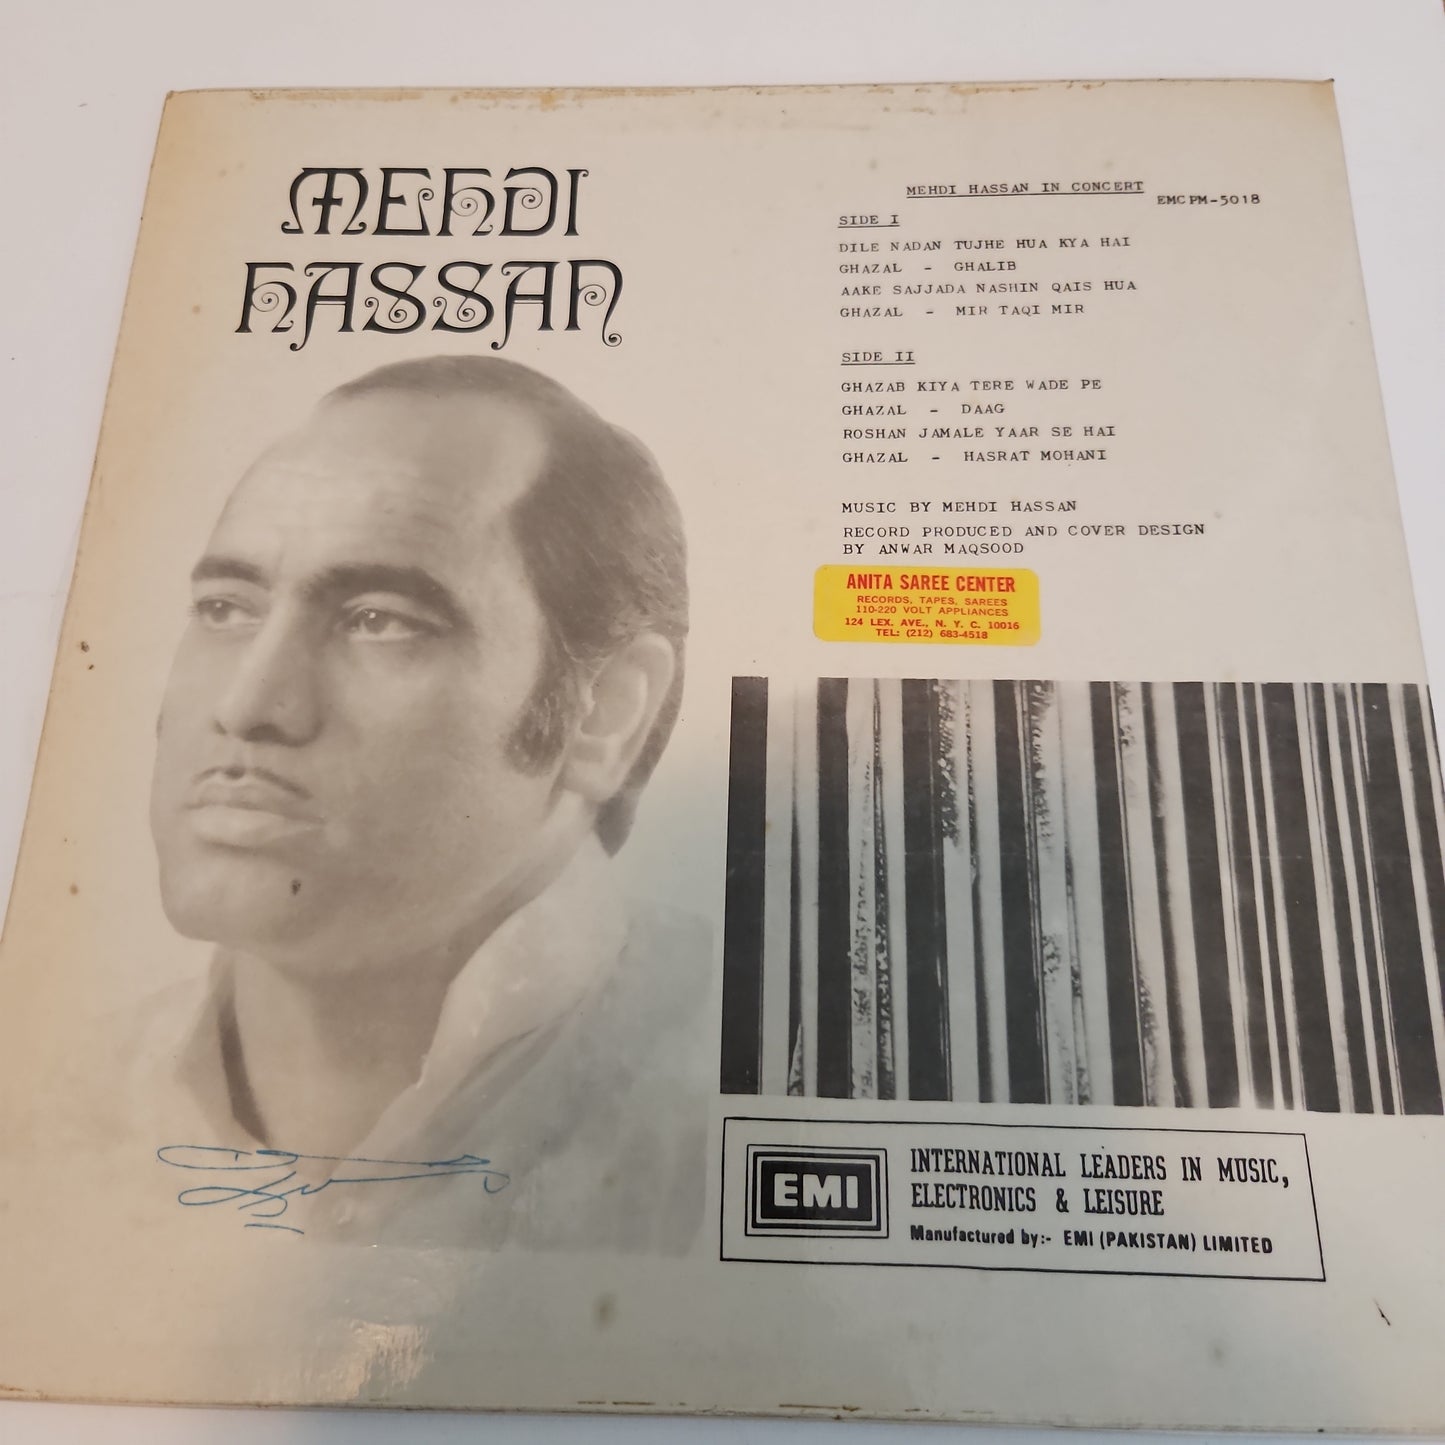 MEHDI
HASSAN
MEHDI HASSAN IN CONCERT
EMCPM-5018
SIDE I
DILE NADAN TUJHE HUA KYA HAI
GHAZAL - GHALIB
AAKE SAJJADA NASHIN QAIS HUA
GHAZAL - MIR TAQI MIR
SIDE II
GHAZAB KIYA TERE WADE PE
GHAZAL - DAAG
ROSHAN JAMALE YAAR SE HAI
GHAZAL - HASRAT MOHANI
MUSIC BY MEHDI HASSAN
RECORD PRODUCED AND COVER DESIGN
BY ANWAR MAQSOOD
ANITA SAREE CENTER
RECORDS, TAPES, SAREES
110-220 VOLT APPLIANCES
124 LEX. AVE., N. Y. C. 10016
TEL: (212) 683-4518
EMI
INTERNATIONAL LEADERS IN MUSIC,
ELECTRONICS & LEISURE
Manufactured by:- EMI (PAKISTAN) LIMITED